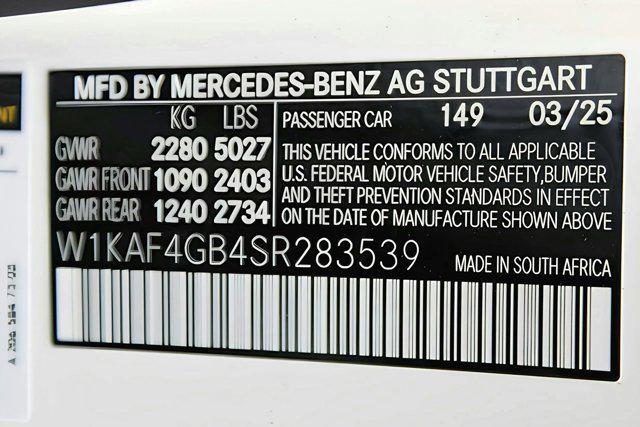 MFD BY MERCEDES-BENZ AG STUTTGART
KG LBS
GVWR 2280 5027
GAWR FRONT 1090 2403
GAWR REAR 1240 2734
PASSENGER CAR 149 03/25
THIS VEHICLE CONFORMS TO ALL APPLICABLE
U.S. FEDERAL MOTOR VEHICLE SAFETY, BUMPER
AND THEFT PREVENTION STANDARDS IN EFFECT
ON THE DATE OF MANUFACTURE SHOWN ABOVE
W1KAF4GB4SR283539
MADE IN SOUTH AFRICA